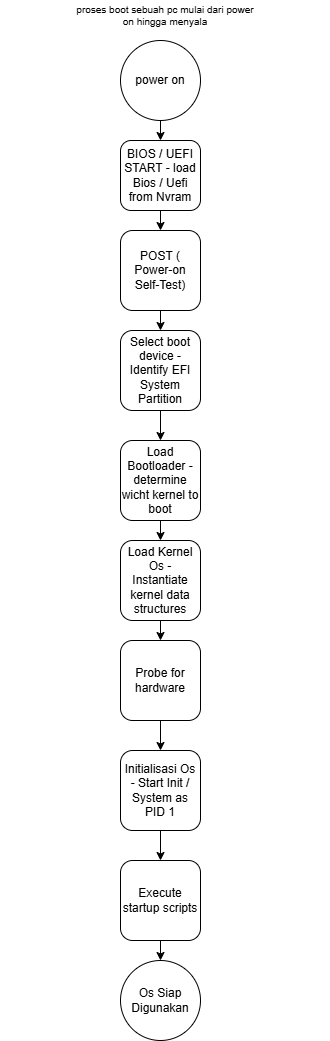 proses boot sebuah pc mulai dari power
on hingga menyala
power on
BIOS / UEFI
START - load
Bios / Uefi
from Nvram
POST (
Power-on
Self-Test)
Select boot
device -
Identify EFI
System
Partition
Load
Bootloader -
determine
wicht kernel to
boot
Load Kernel
Os -
Instantiate
kernel data
structures
Probe for
hardware
Initialisasi Os
- Start Init /
System as
PID 1
Execute
startup scripts
Os Siap
Digunakan